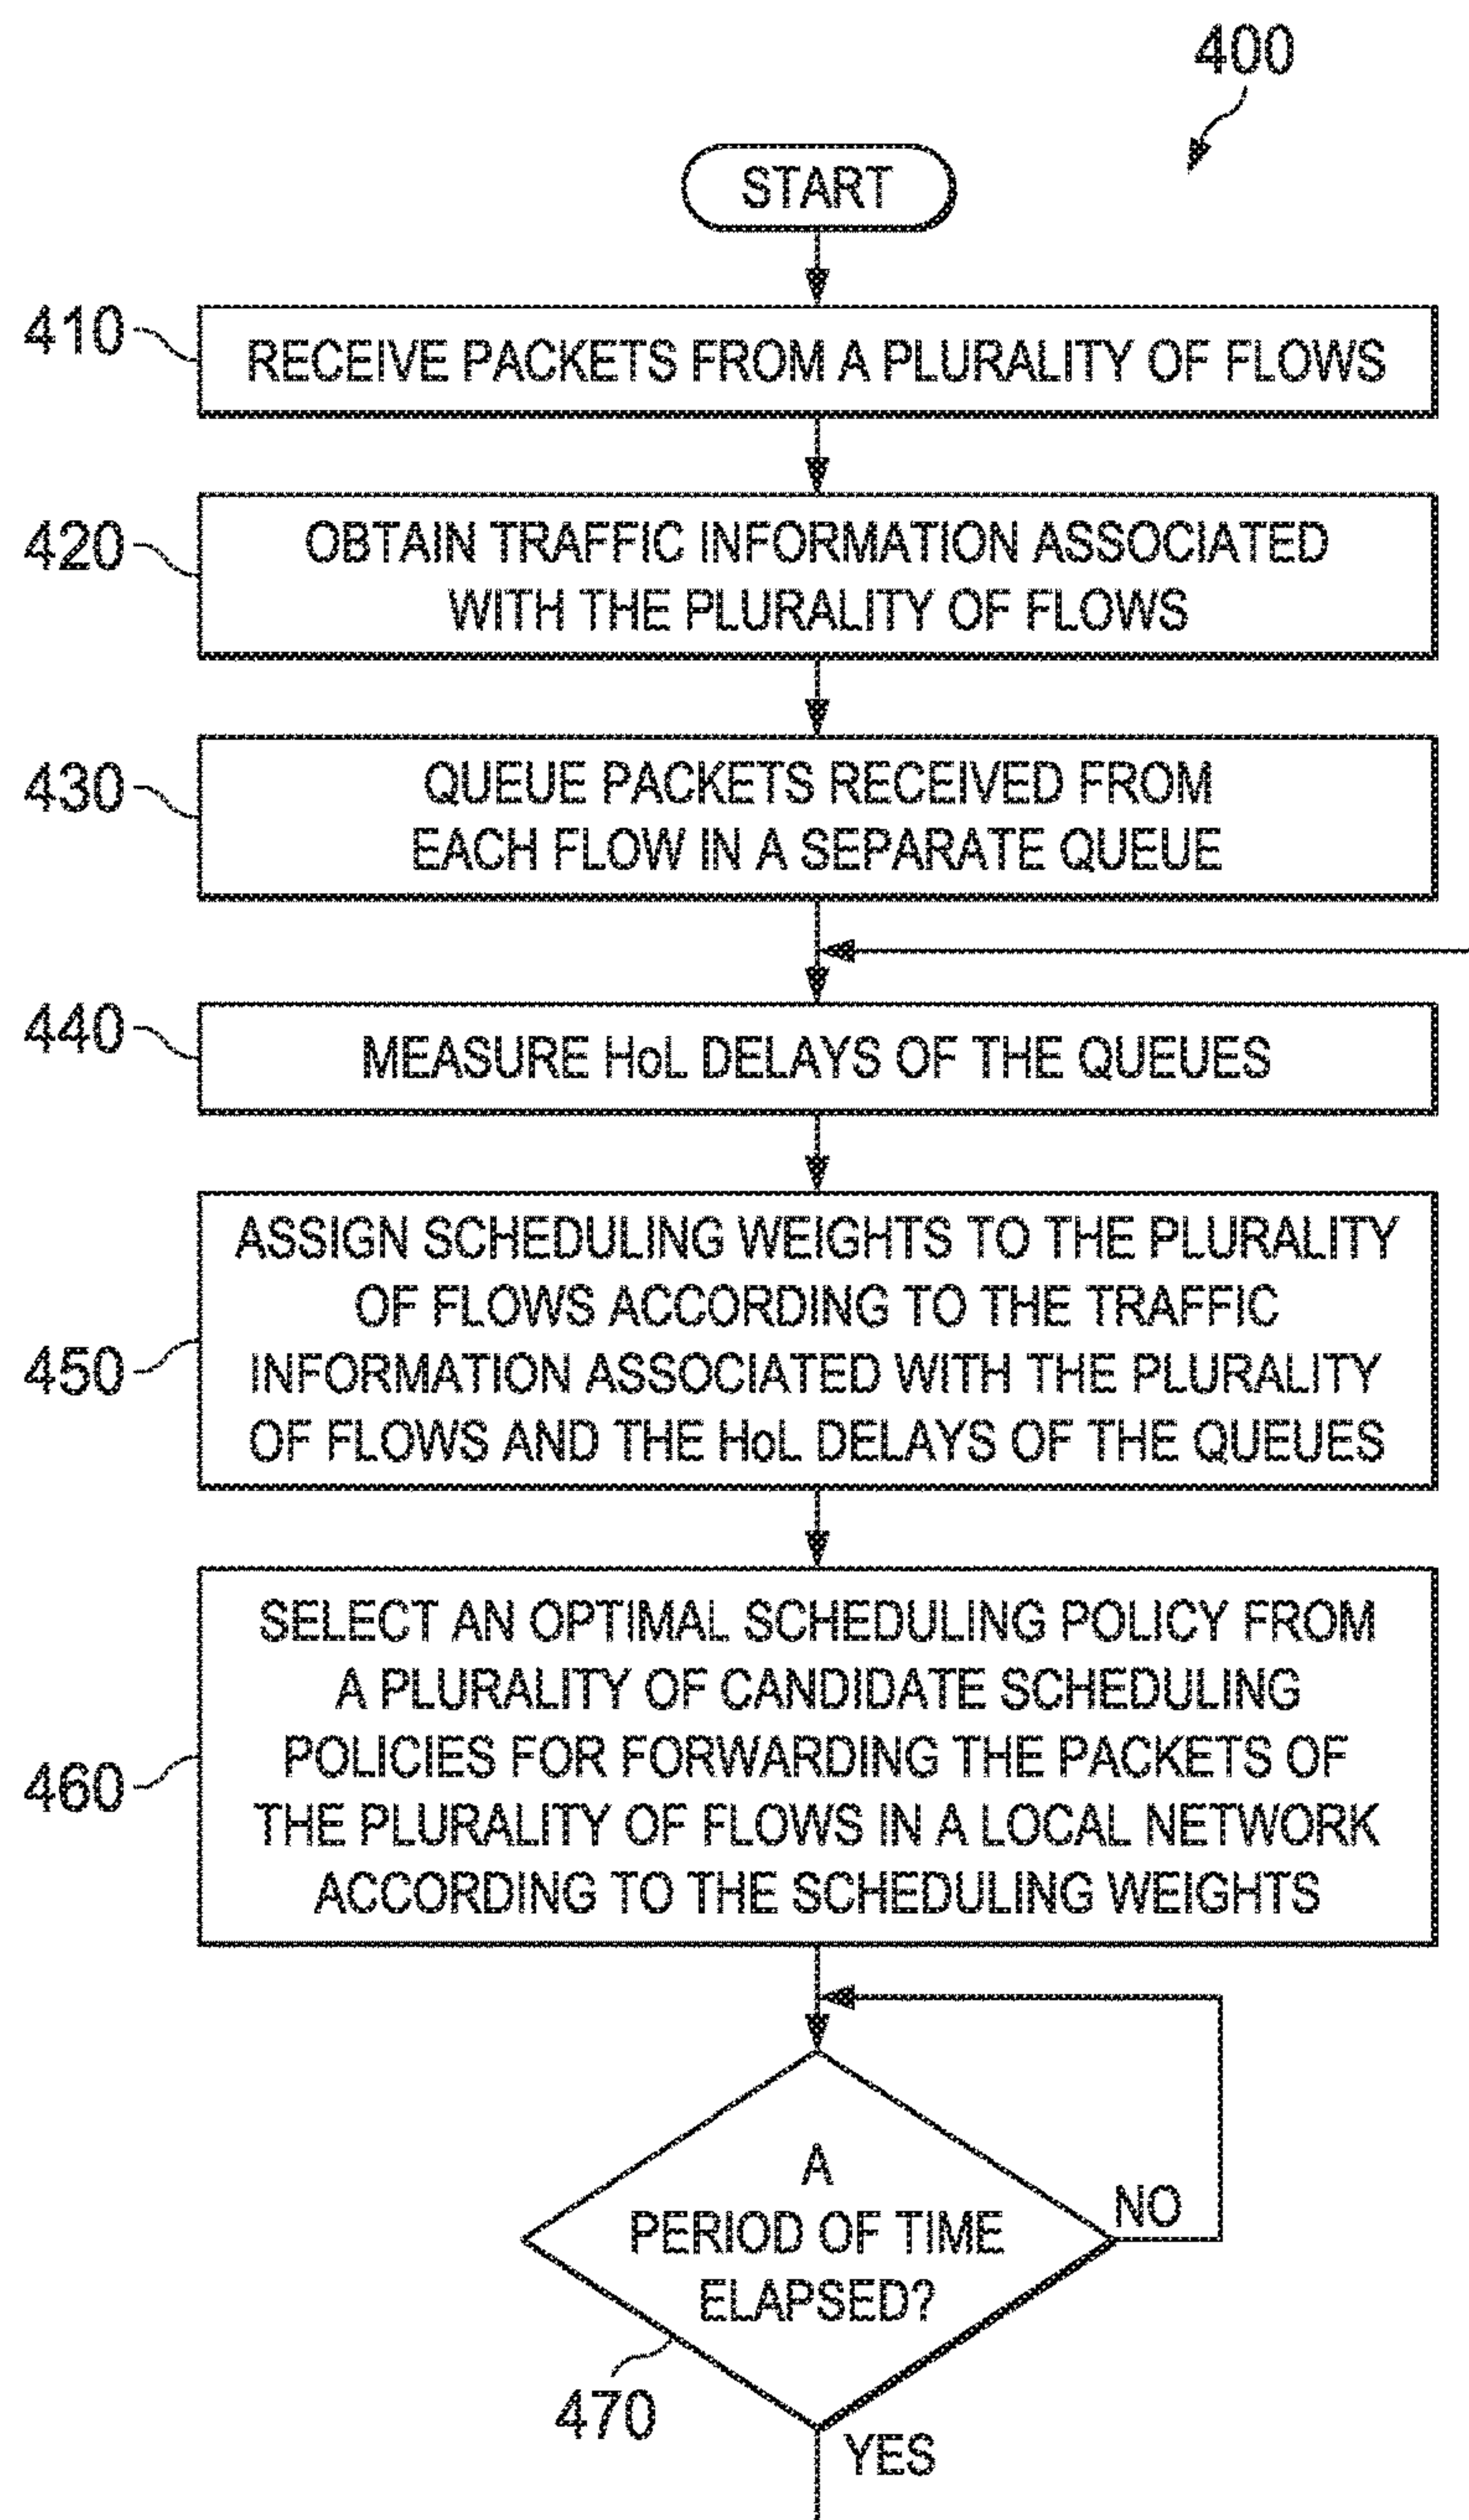 400
START
410
RECEIVE PACKETS FROM A PLURALITY OF FLOWS
420
OBTAIN TRAFFIC INFORMATION ASSOCIATED
WITH THE PLURALITY OF FLOWS
430
QUEUE PACKETS RECEIVED FROM
EACH FLOW IN A SEPARATE QUEUE
440
MEASURE HoL DELAYS OF THE QUEUES
450
ASSIGN SCHEDULING WEIGHTS TO THE PLURALITY
OF FLOWS ACCORDING TO THE TRAFFIC
INFORMATION ASSOCIATED WITH THE PLURALITY
OF FLOWS AND THE HoL DELAYS OF THE QUEUES
460
SELECT AN OPTIMAL SCHEDULING POLICY FROM
A PLURALITY OF CANDIDATE SCHEDULING
POLICIES FOR FORWARDING THE PACKETS OF
THE PLURALITY OF FLOWS IN A LOCAL NETWORK
ACCORDING TO THE SCHEDULING WEIGHTS
A
PERIOD OF TIME
ELAPSED?
NO
470
YES